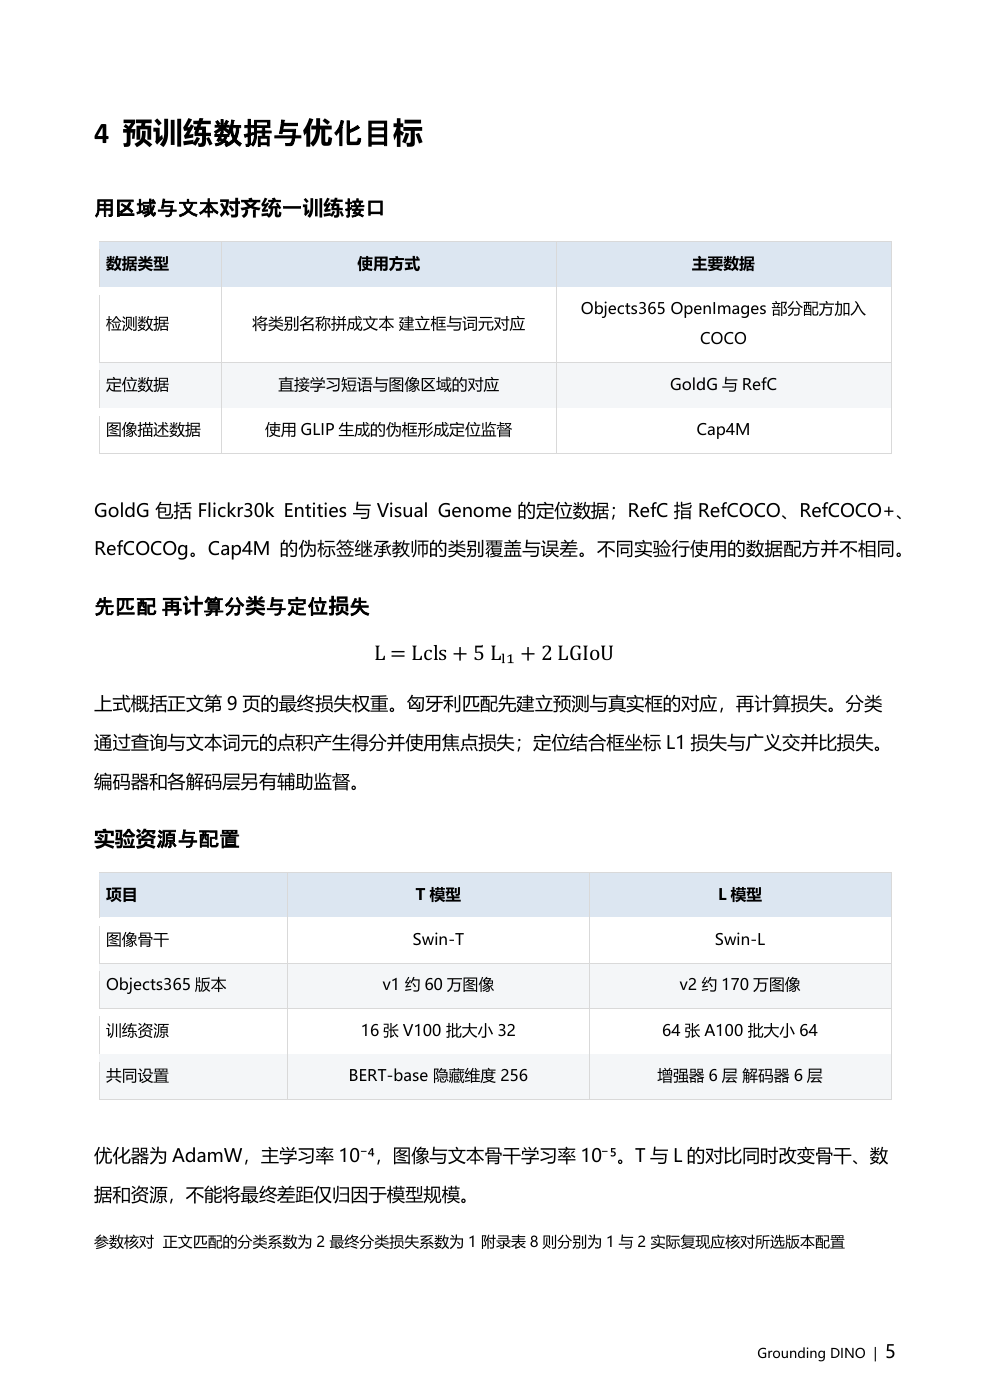 4 预训练数据与优化目标
用区域与文本对齐统一训练接口
数据类型 使用方式 主要数据
检测数据 将类别名称拼成文本 建立框与词元对应 Objects365 OpenImages 部分配方加入
COCO
定位数据 直接学习短语与图像区域的对应 GoldG 与 RefC
图像描述数据 使用 GLIP 生成的伪框形成定位监督 Cap4M
GoldG 包括 Flickr30k Entities 与 Visual Genome 的定位数据；RefC 指 RefCOCO、RefCOCO+、
RefCOCOg。Cap4M 的伪标签继承教师的类别覆盖与误差。不同实验行使用的数据配方并不相同。
先匹配 再计算分类与定位损失
L = Lcls + 5 Lₗ₁ + 2 LGIoU
上式概括正文第 9 页的最终损失权重。匈牙利匹配先建立预测与真实框的对应，再计算损失。分类
通过查询与文本词元的点积产生得分并使用焦点损失；定位结合框坐标 L1 损失与广义交并比损失。
编码器和各解码层另有辅助监督。
实验资源与配置
项目 T 模型 L 模型
图像骨干 Swin-T Swin-L
Objects365 版本 v1 约 60 万图像 v2 约 170 万图像
训练资源 16 张 V100 批大小 32 64 张 A100 批大小 64
共同设置 BERT-base 隐藏维度 256 增强器 6 层 解码器 6 层
优化器为 AdamW，主学习率 10⁻⁴，图像与文本骨干学习率 10⁻⁵。T 与 L 的对比同时改变骨干、数
据和资源，不能将最终差距仅归因于模型规模。
参数核对 正文匹配的分类系数为 2 最终分类损失系数为 1 附录表 8 则分别为 1 与 2 实际复现应核对所选版本配置
Grounding DINO | 5